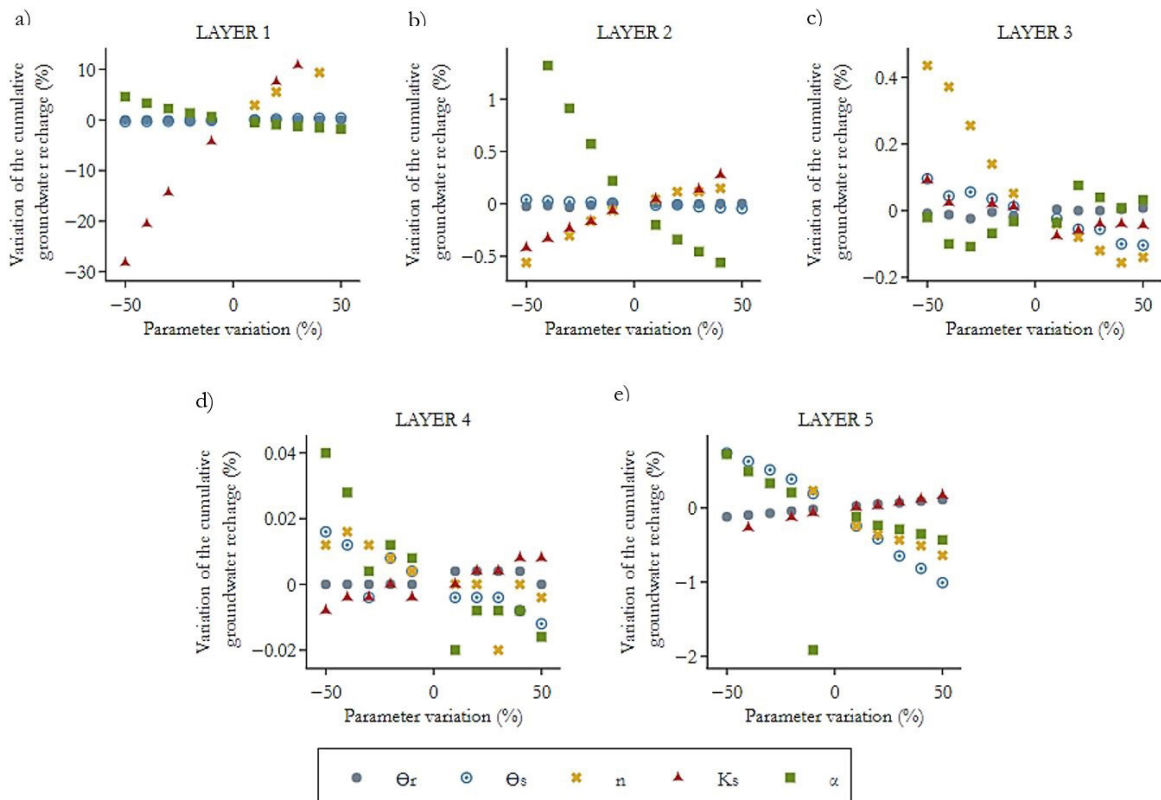 a)
LAYER 1
Variation of the cumulative
groundwater recharge (%)
10
0
−10
−20
−30
−50
0
50
Parameter variation (%)
b)
LAYER 2
Variation of the cumulative
groundwater recharge (%)
1
0.5
0
−0.5
−50
0
50
Parameter variation (%)
c)
LAYER 3
Variation of the cumulative
groundwater recharge (%)
0.4
0.2
0
−0.2
−50
0
50
Parameter variation (%)
d)
LAYER 4
Variation of the cumulative
groundwater recharge (%)
0.04
0.02
0
−0.02
−50
0
50
Parameter variation (%)
e)
LAYER 5
Variation of the cumulative
groundwater recharge (%)
0
−1
−2
−50
0
50
Parameter variation (%)
Θr Θs n Ks α